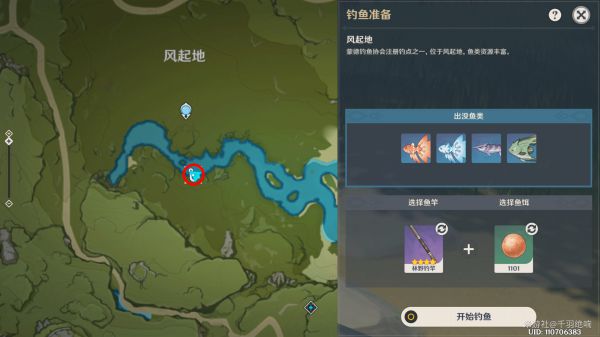 风起地
钓鱼准备
?
风起地
蒙德钓鱼协会注册钓点之一，位于风起地，鱼类资源丰富。
出没鱼类
选择鱼竿
选择鱼饵
林野钓竿
+
1101
开始钓鱼
UID: 110706383